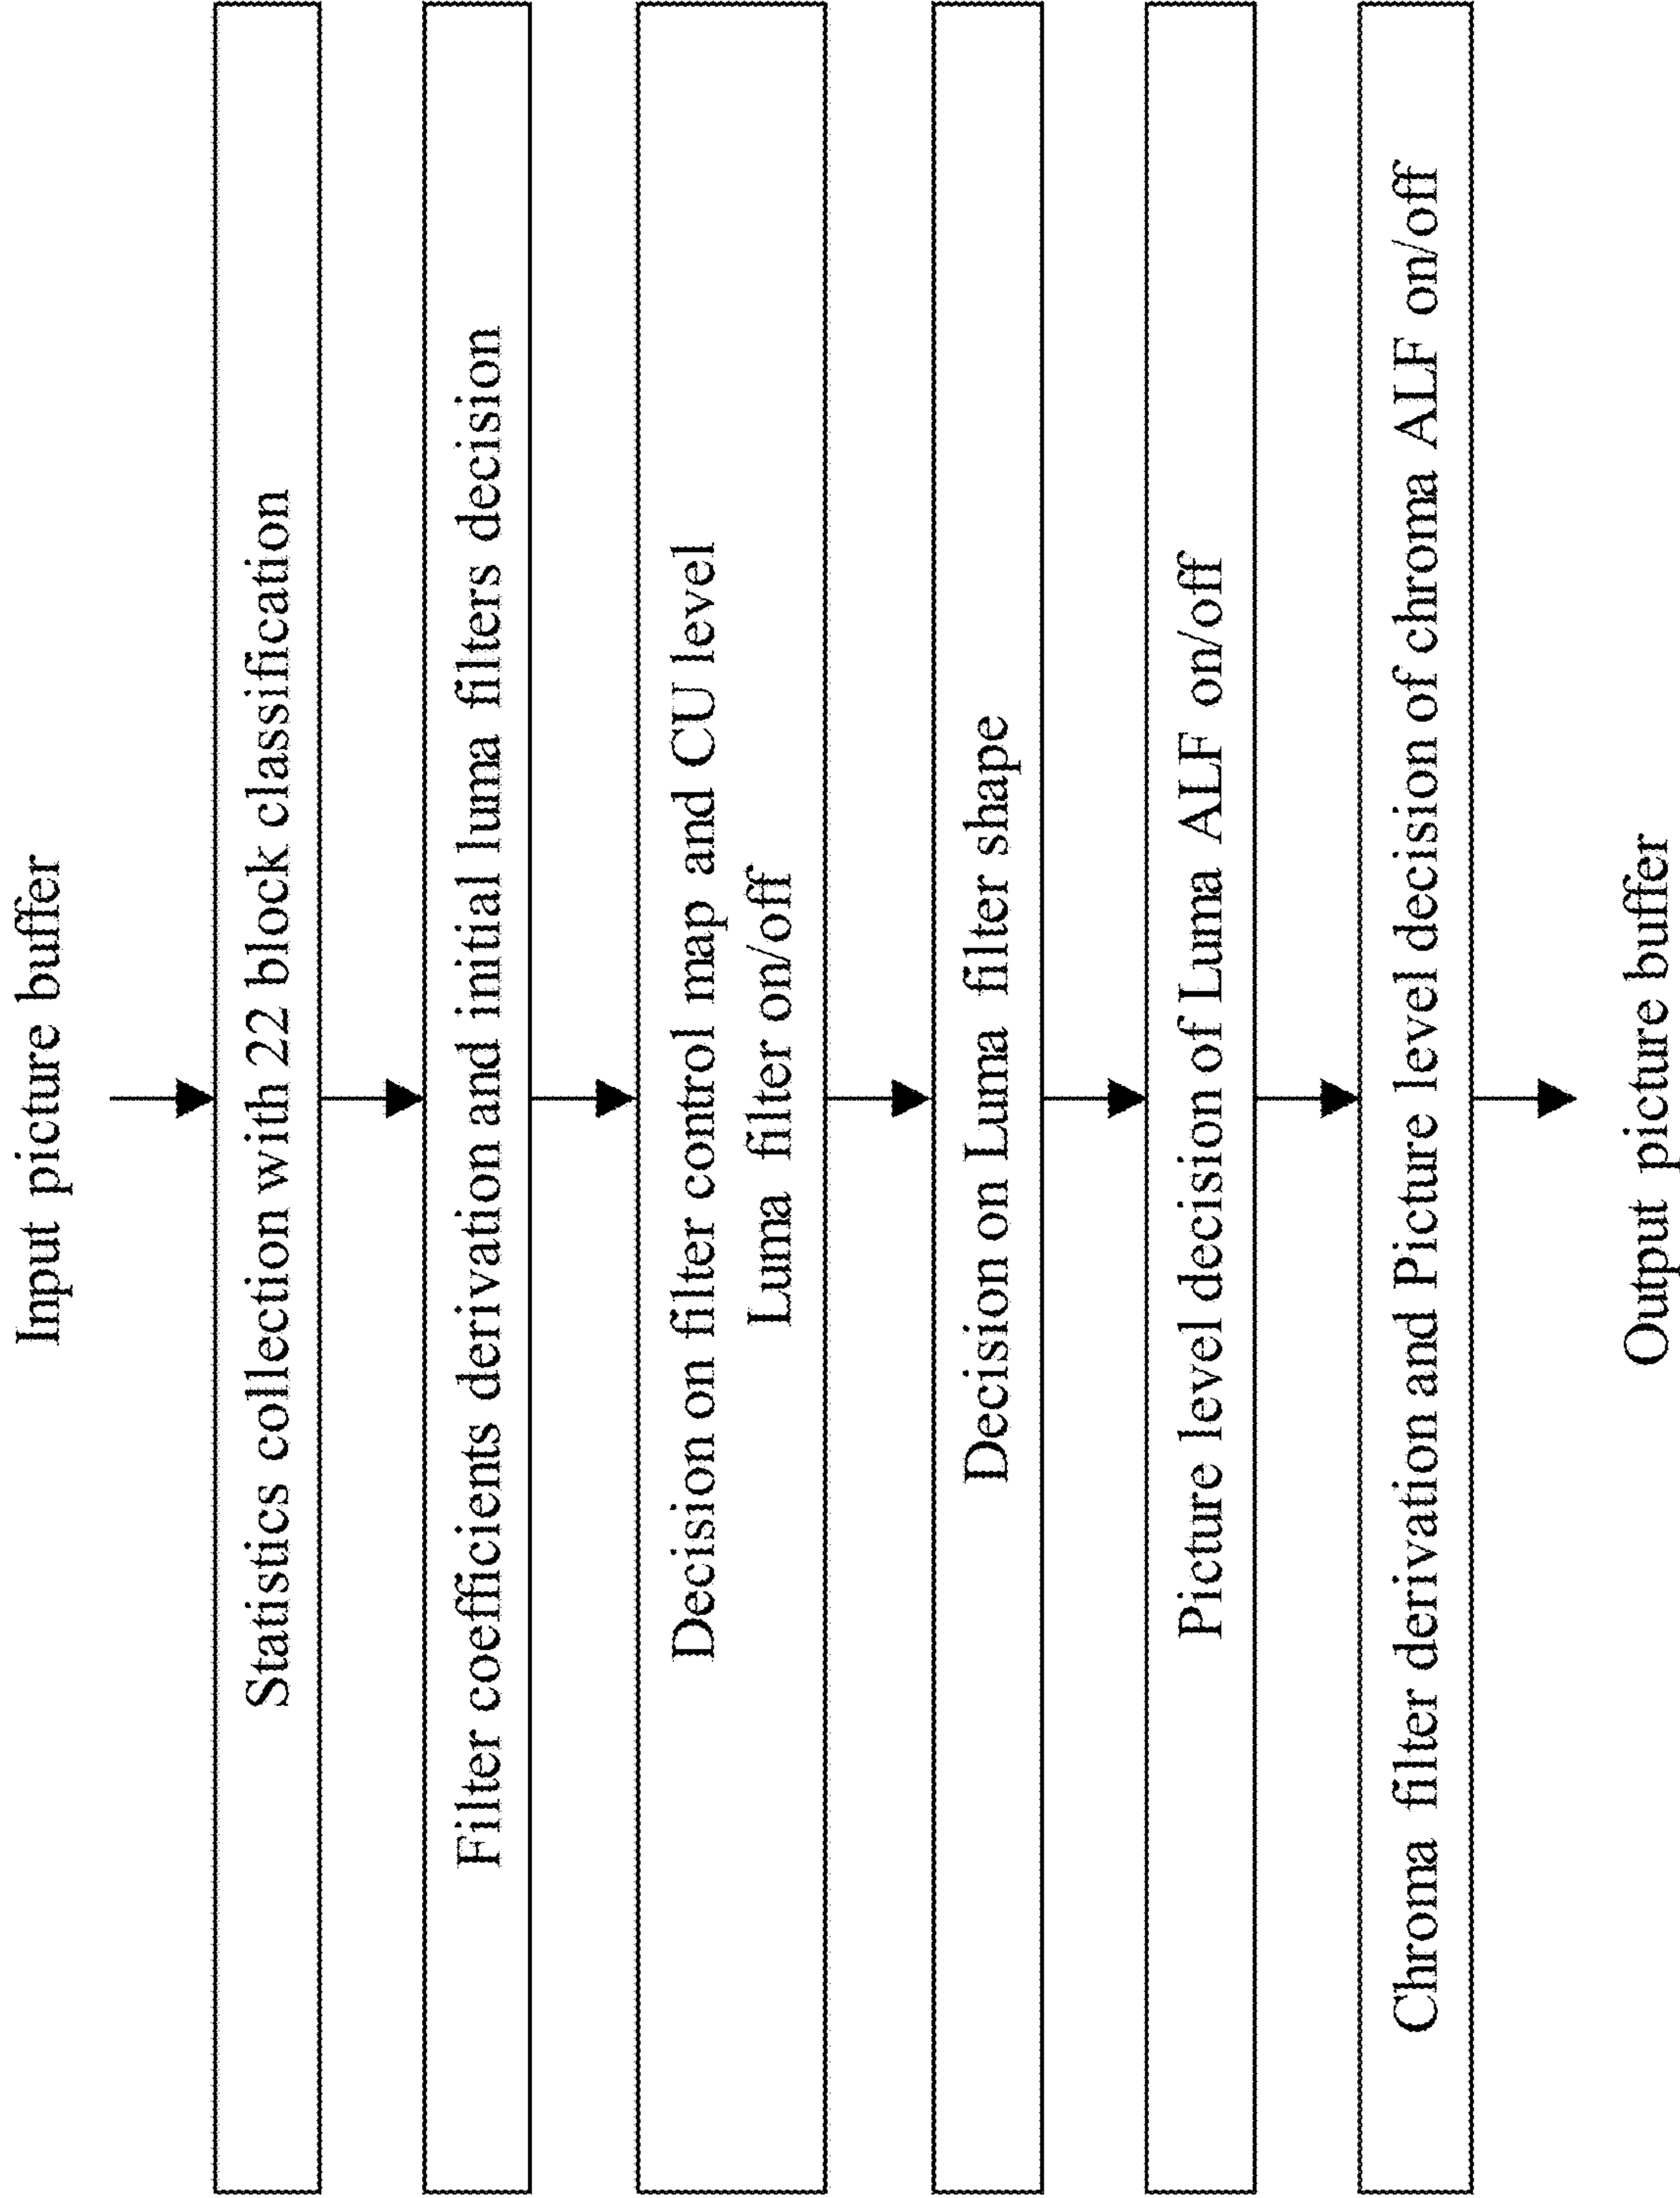 Input picture buffer
Statistics collection with 22 block classification
Filter coefficients derivation and initial luma filters decision
Decision on filter control map and CU level
Luma filter on/off
Decision on Luma filter shape
Picture level decision of Luma ALF on/off
Chroma filter derivation and Picture level decision of chroma ALF on/off
Output picture buffer